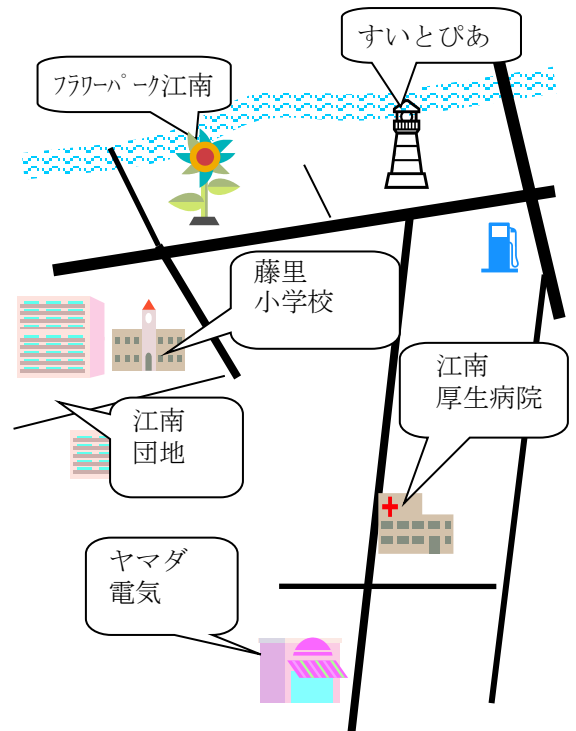 すいとぴあ
ﾌﾗﾜｰﾊﾟｰｸ江南
藤里
小学校
江南
厚生病院
江南
団地
ヤマダ
電気